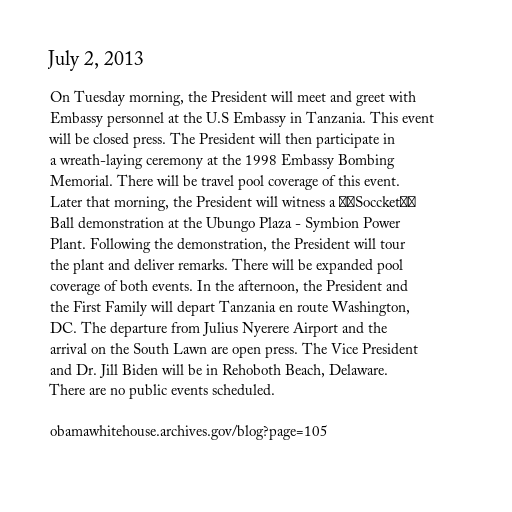 July 2, 2013
On Tuesday morning, the President will meet and greet with
Embassy personnel at the U.S Embassy in Tanzania. This event
will be closed press. The President will then participate in
a wreath-laying ceremony at the 1998 Embassy Bombing
Memorial. There will be travel pool coverage of this event.
Later that morning, the President will witness a Soccket
Ball demonstration at the Ubungo Plaza - Symbion Power
Plant. Following the demonstration, the President will tour
the plant and deliver remarks. There will be expanded pool
coverage of both events. In the afternoon, the President and
the First Family will depart Tanzania en route Washington,
DC. The departure from Julius Nyerere Airport and the
arrival on the South Lawn are open press. The Vice President
and Dr. Jill Biden will be in Rehoboth Beach, Delaware.
There are no public events scheduled.
obamawhitehouse.archives.gov/blog?page=105